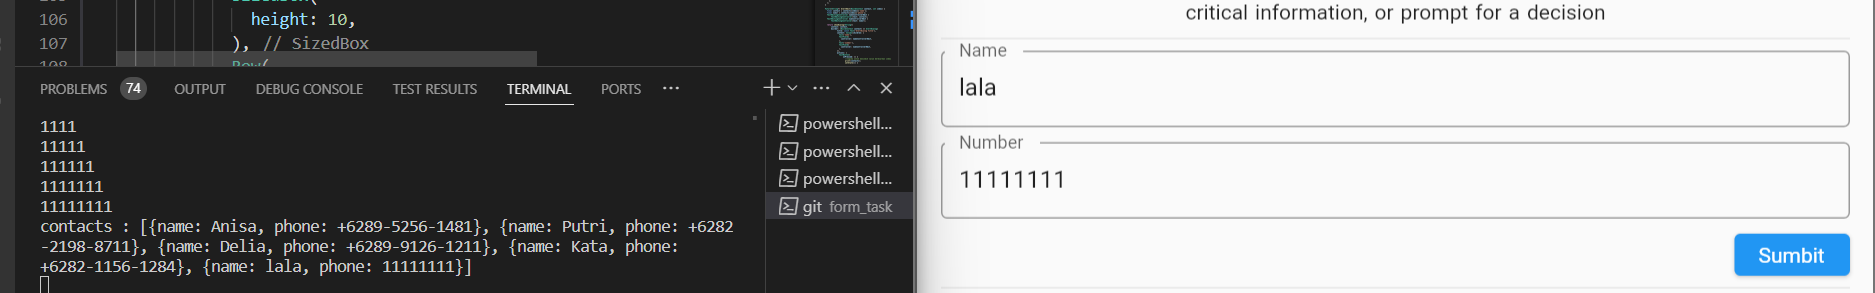 106 height: 10,
107 ), // SizedBox
108 Row(
PROBLEMS 74 OUTPUT DEBUG CONSOLE TEST RESULTS TERMINAL PORTS
1111
11111
111111
1111111
11111111
contacts : [{name: Anisa, phone: +6289-5256-1481}, {name: Putri, phone: +6282
-2198-8711}, {name: Delia, phone: +6289-9126-1211}, {name: Kata, phone:
+6282-1156-1284}, {name: lala, phone: 11111111}]
powershell...
powershell...
powershell...
git form_task
critical information, or prompt for a decision
Name
lala
Number
11111111
Sumbit